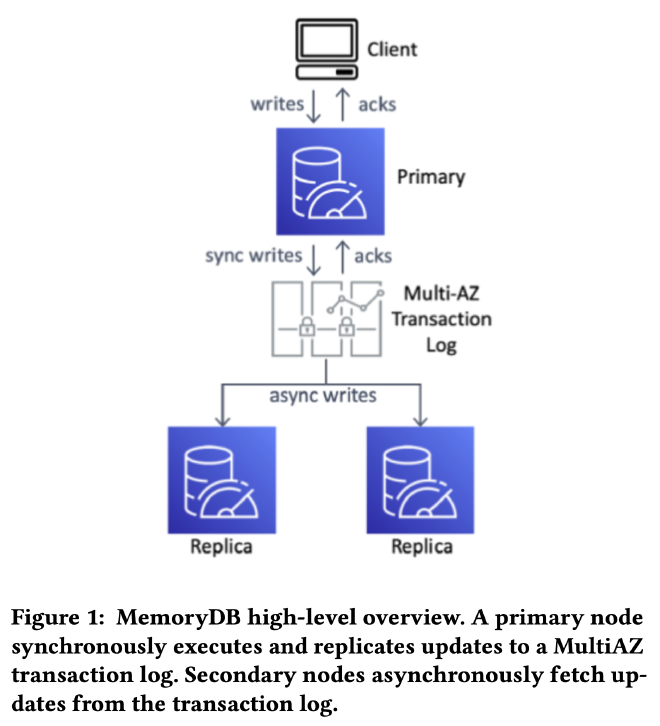 Client
writes
acks
Primary
sync writes
acks
Multi-AZ
Transaction
Log
async writes
Replica
Replica
Figure 1: MemoryDB high-level overview. A primary node
synchronously executes and replicates updates to a MultiAZ
transaction log. Secondary nodes asynchronously fetch up-
dates from the transaction log.